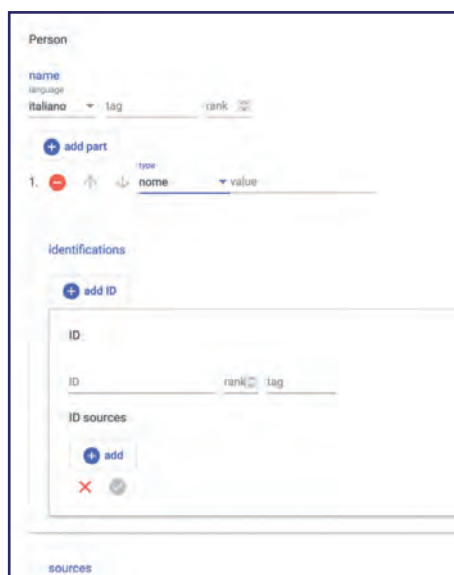 Person
name
language
italiano tag rank
add part
type
1. nome value
identifications
add ID
ID
ID rank tag
ID sources
add
sources